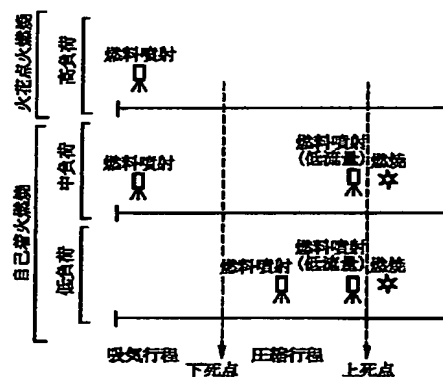 火花点火燃焼
高負荷
燃料噴射
自己着火燃焼
中負荷
燃料噴射
燃料噴射
(低流量)
燃焼
低負荷
燃料噴射
燃料噴射
(低流量)
燃焼
吸気行程
下死点
圧縮行程
上死点